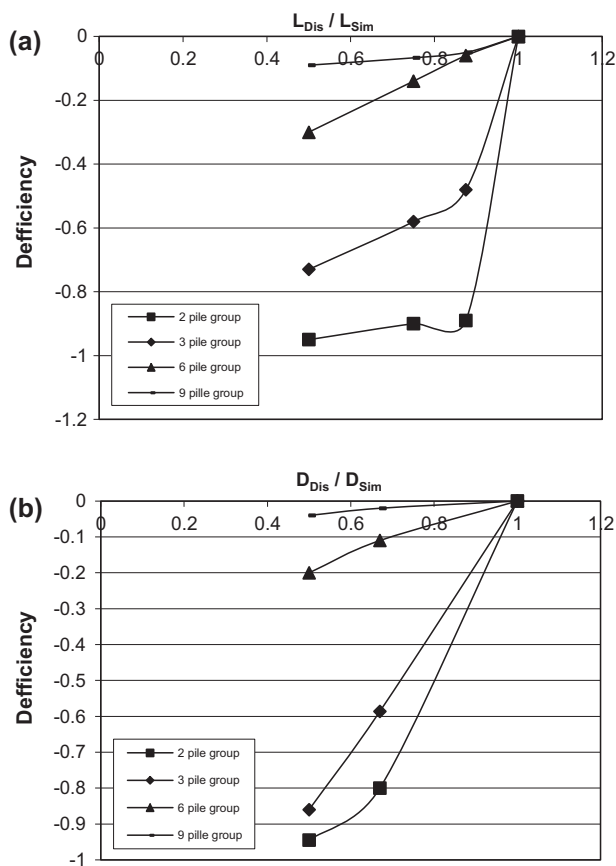 (a)
L_Dis / L_Sim
0
0 0.2 0.4 0.6 0.8 1 1.2
-0.2
-0.4
-0.6
-0.8
-1
-1.2
Defficiency
2 pile group
3 pile group
6 pile group
9 pille group
(b)
D_Dis / D_Sim
0
0 0.2 0.4 0.6 0.8 1 1.2
-0.1
-0.2
-0.3
-0.4
-0.5
-0.6
-0.7
-0.8
-0.9
-1
Defficiency
2 pile group
3 pile group
6 pile group
9 pille group